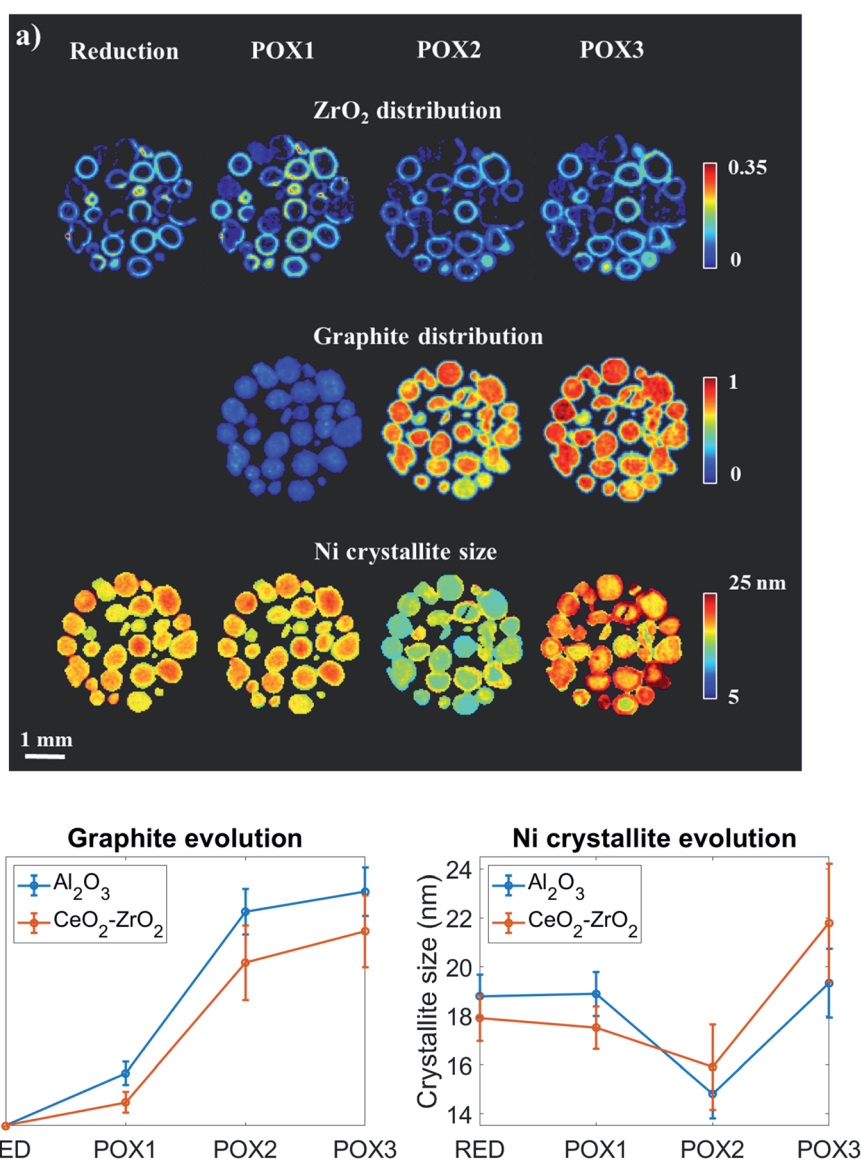 a)
Reduction POX1 POX2 POX3
ZrO₂ distribution
0.35
0
Graphite distribution
1
0
Ni crystallite size
25 nm
5
1 mm
Graphite evolution
Al₂O₃
CeO₂-ZrO₂
ED POX1 POX2 POX3
Ni crystallite evolution
Crystallite size (nm)
24
22
20
18
16
14
Al₂O₃
CeO₂-ZrO₂
RED POX1 POX2 POX3